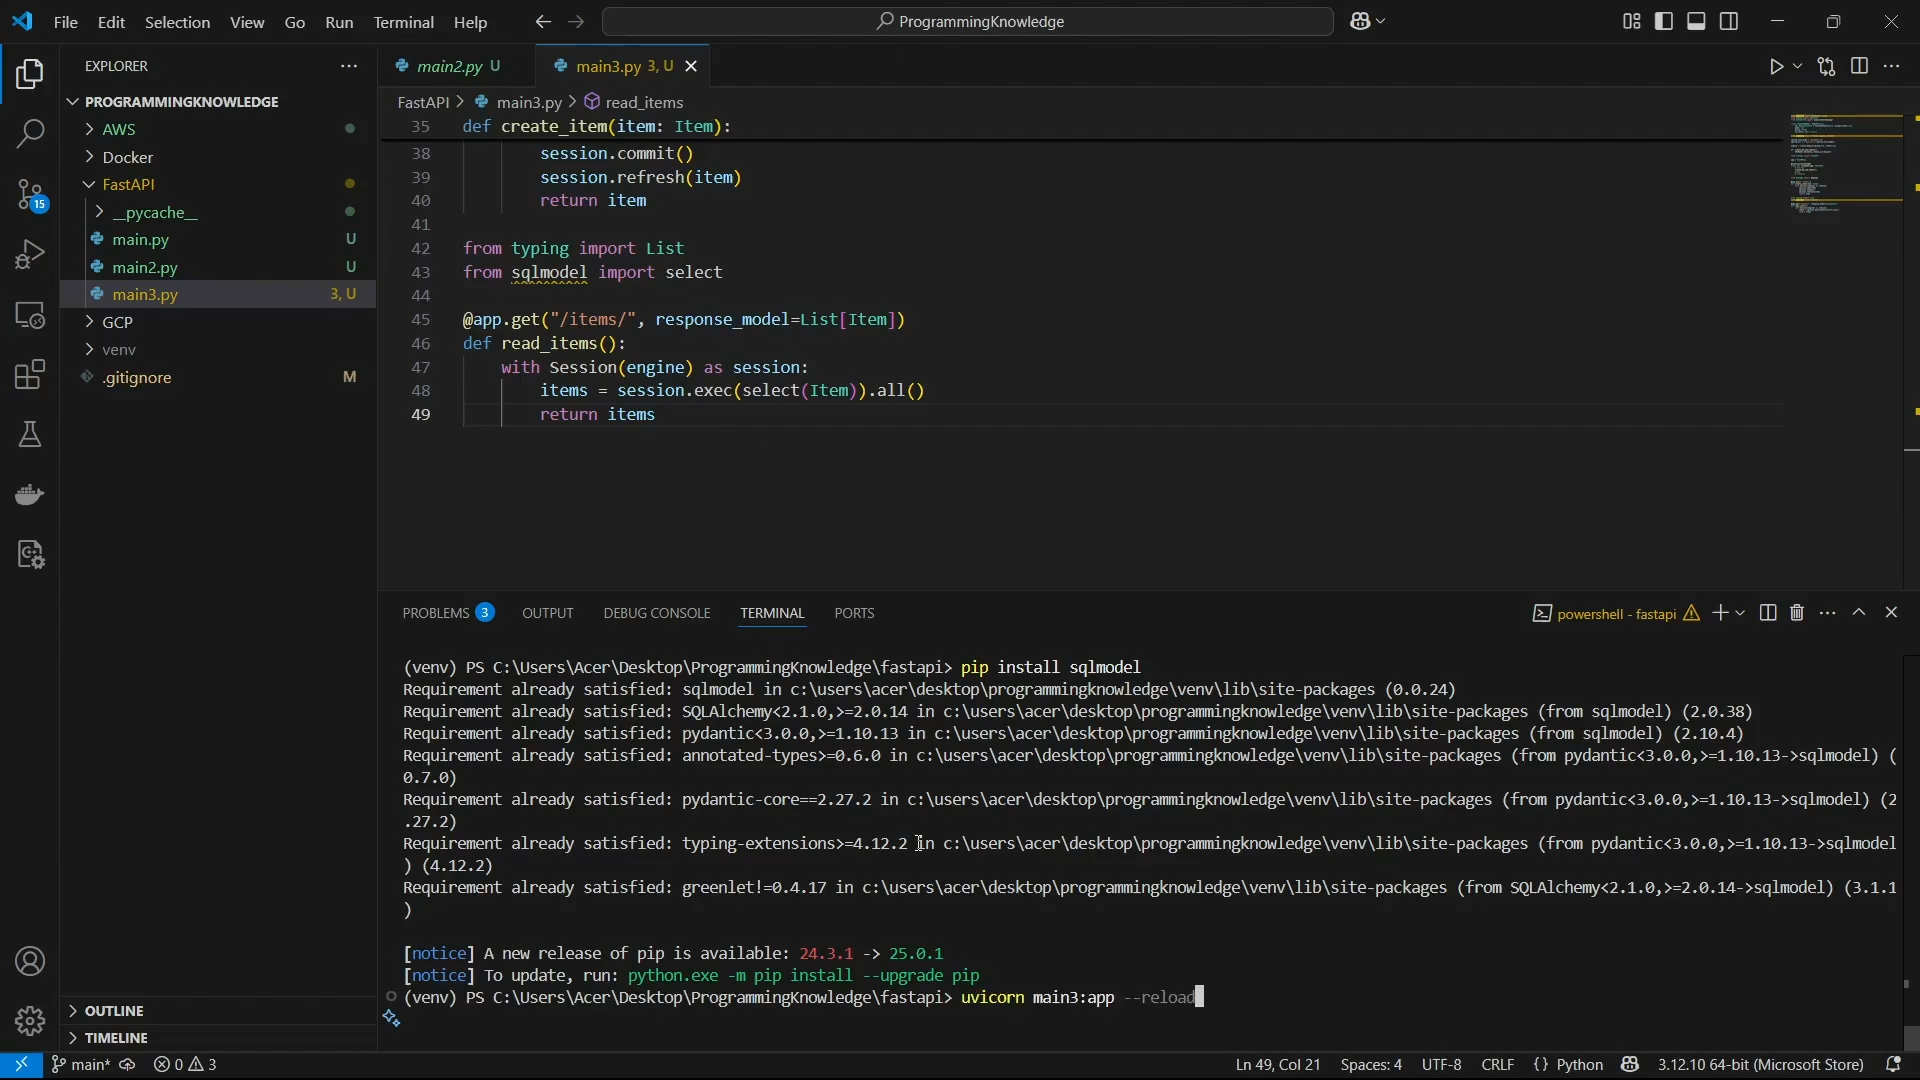 File Edit Selection View Go Run Terminal Help
ProgrammingKnowledge
EXPLORER
PROGRAMMINGKNOWLEDGE
AWS
Docker
FastAPI
__pycache__
main.py U
main2.py U
main3.py 3, U
GCP
venv
.gitignore M
OUTLINE
TIMELINE
15
main2.py U
main3.py 3, U
FastAPI > main3.py > read_items
35 def create_item(item: Item):
38 session.commit()
39 session.refresh(item)
40 return item
41
42 from typing import List
43 from sqlmodel import select
44
45 @app.get("/items/", response_model=List[Item])
46 def read_items():
47 with Session(engine) as session:
48 items = session.exec(select(Item)).all()
49 return items
PROBLEMS 3 OUTPUT DEBUG CONSOLE TERMINAL PORTS
powershell - fastapi
(venv) PS C:\Users\Acer\Desktop\ProgrammingKnowledge\fastapi> pip install sqlmodel
Requirement already satisfied: sqlmodel in c:\users\acer\desktop\programmingknowledge\venv\lib\site-packages (0.0.24)
Requirement already satisfied: SQLAlchemy<2.1.0,>=2.0.14 in c:\users\acer\desktop\programmingknowledge\venv\lib\site-packages (from sqlmodel) (2.0.38)
Requirement already satisfied: pydantic<3.0.0,>=1.10.13 in c:\users\acer\desktop\programmingknowledge\venv\lib\site-packages (from sqlmodel) (2.10.4)
Requirement already satisfied: annotated-types>=0.6.0 in c:\users\acer\desktop\programmingknowledge\venv\lib\site-packages (from pydantic<3.0.0,>=1.10.13->sqlmodel) (
0.7.0)
Requirement already satisfied: pydantic-core==2.27.2 in c:\users\acer\desktop\programmingknowledge\venv\lib\site-packages (from pydantic<3.0.0,>=1.10.13->sqlmodel) (2
.27.2)
Requirement already satisfied: typing-extensions>=4.12.2 in c:\users\acer\desktop\programmingknowledge\venv\lib\site-packages (from pydantic<3.0.0,>=1.10.13->sqlmodel
) (4.12.2)
Requirement already satisfied: greenlet!=0.4.17 in c:\users\acer\desktop\programmingknowledge\venv\lib\site-packages (from SQLAlchemy<2.1.0,>=2.0.14->sqlmodel) (3.1.1
)
[notice] A new release of pip is available: 24.3.1 -> 25.0.1
[notice] To update, run: python.exe -m pip install --upgrade pip
(venv) PS C:\Users\Acer\Desktop\ProgrammingKnowledge\fastapi> uvicorn main3:app --reload
main* 0 3
Ln 49, Col 21 Spaces: 4 UTF-8 CRLF {} Python 3.12.10 64-bit (Microsoft Store)